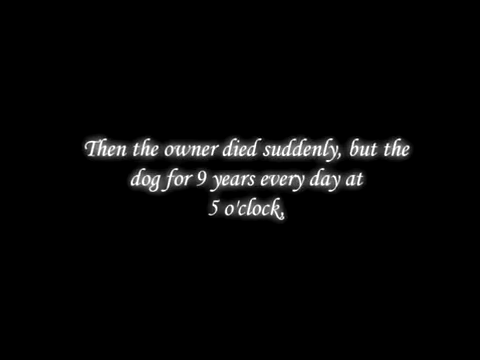 Then the owner died suddenly, but the
dog for 9 years every day at
5 o'clock,